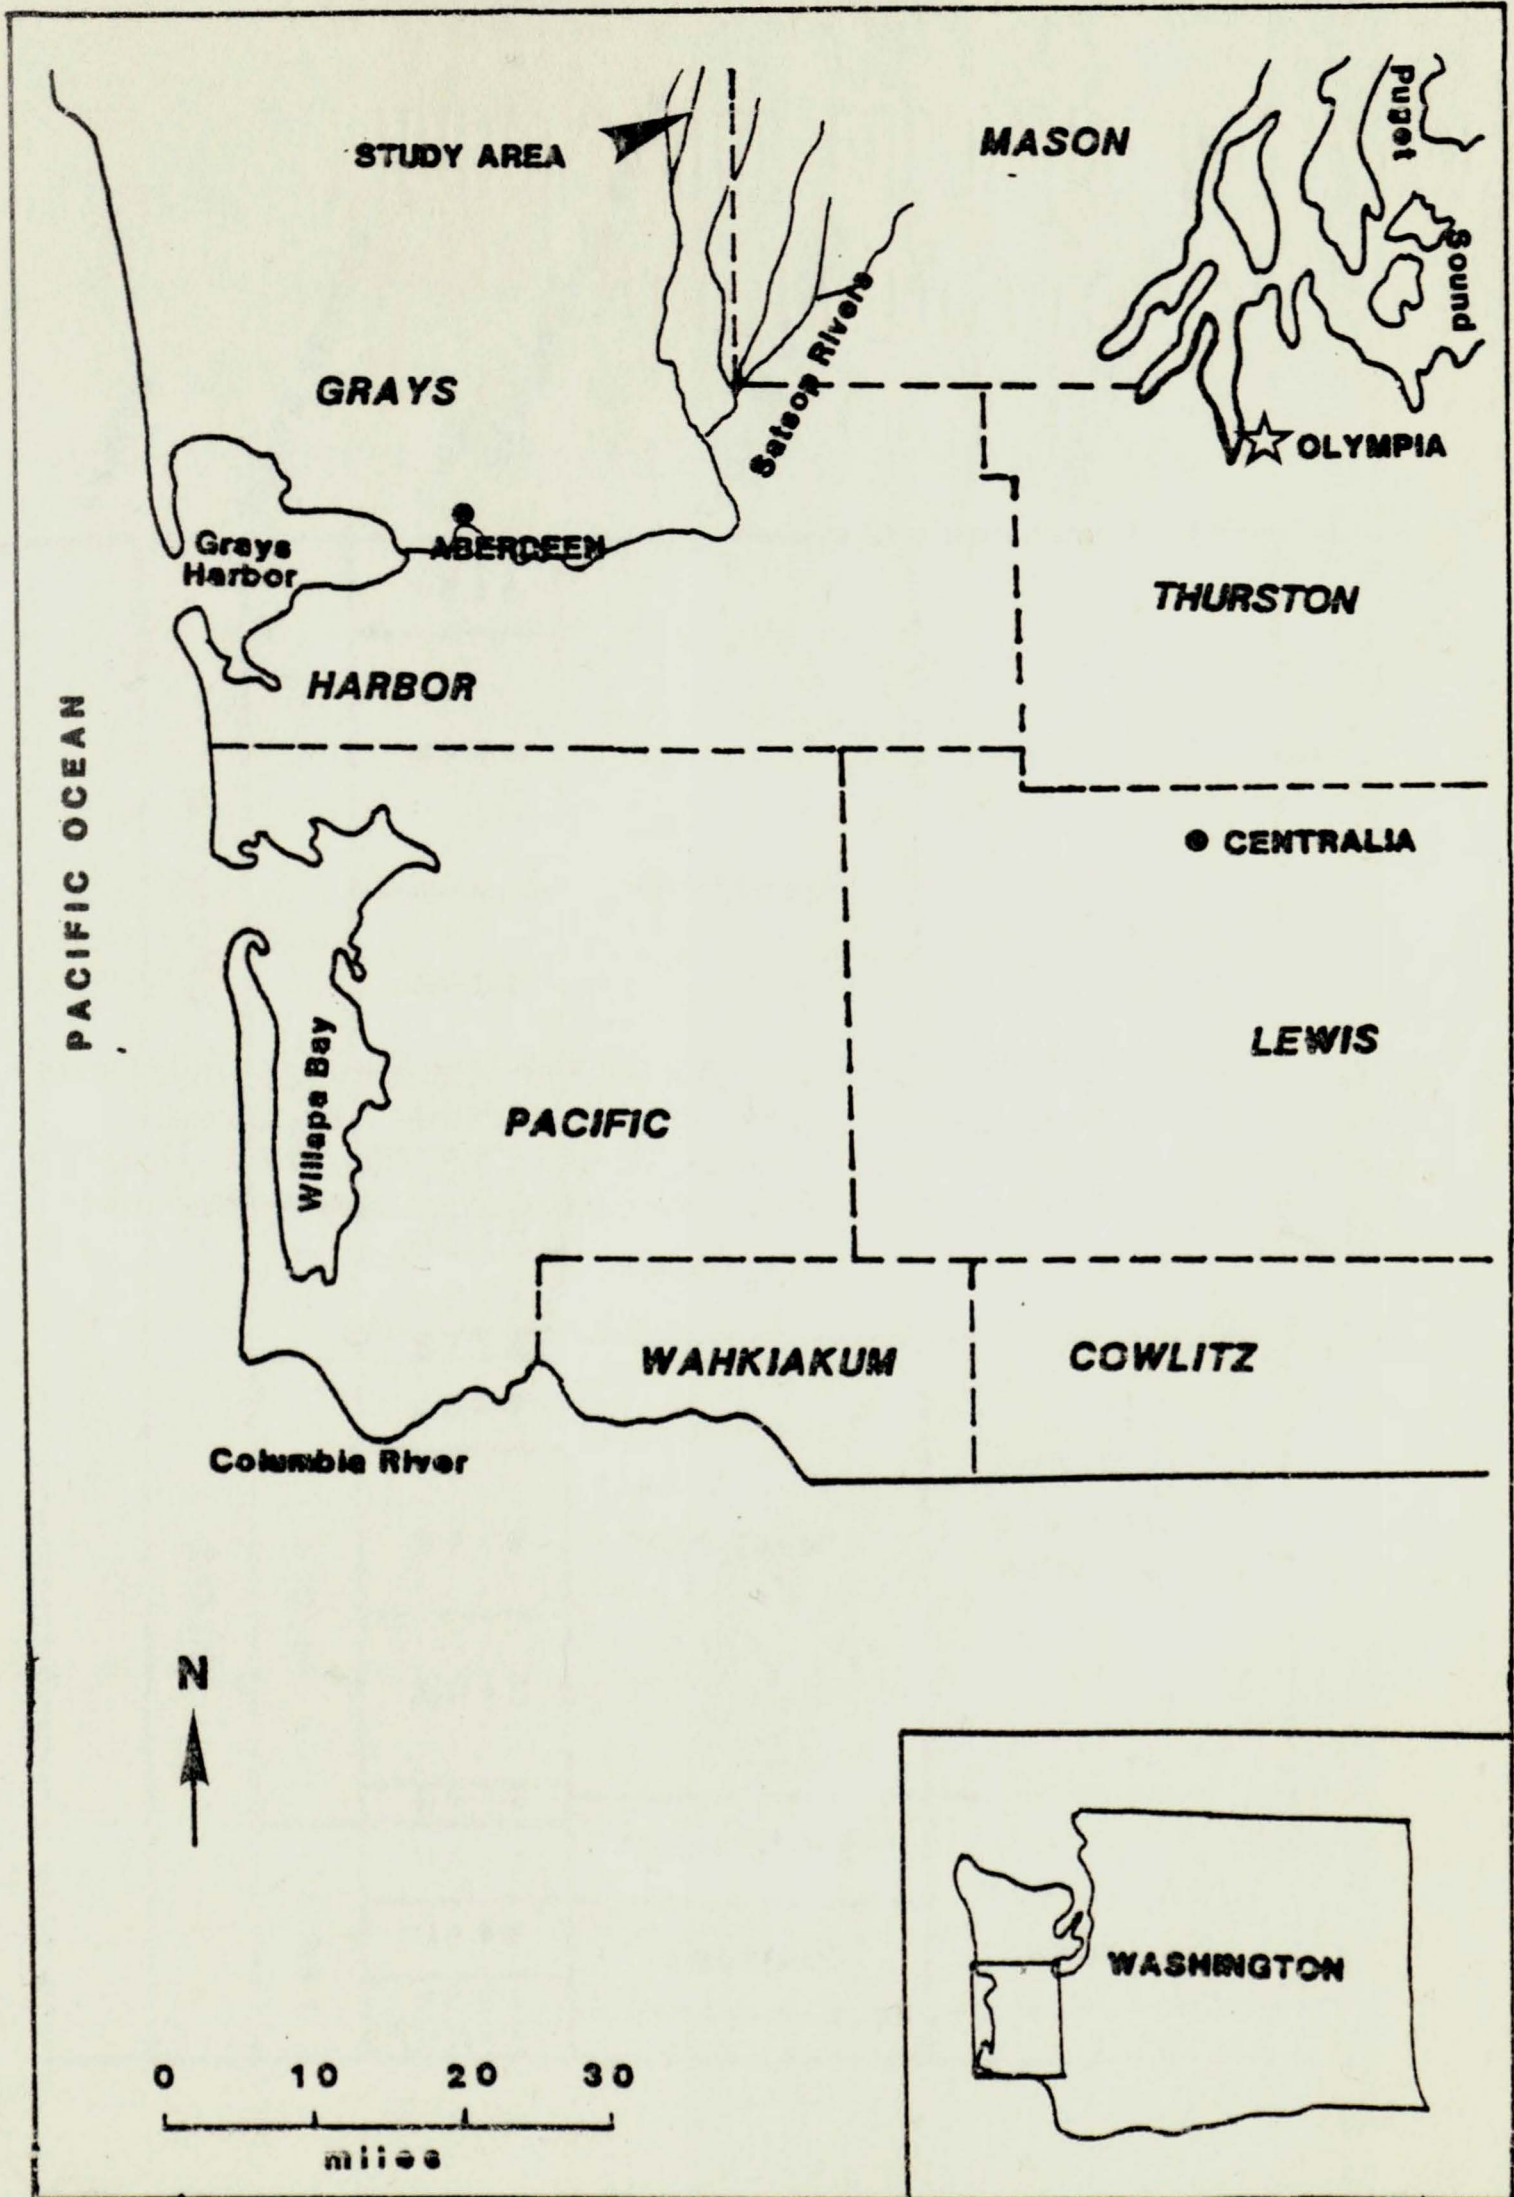 STUDY AREA
MASON
Puget
Sound
Satsop Rivers
GRAYS
OLYMPIA
ABERDEEN
Grays
Harbor
THURSTON
HARBOR
PACIFIC OCEAN
CENTRALIA
LEWIS
Willapa Bay
PACIFIC
WAHKIAKUM
COWLITZ
Columbia River
N
WASHINGTON
0 10 20 30
miles